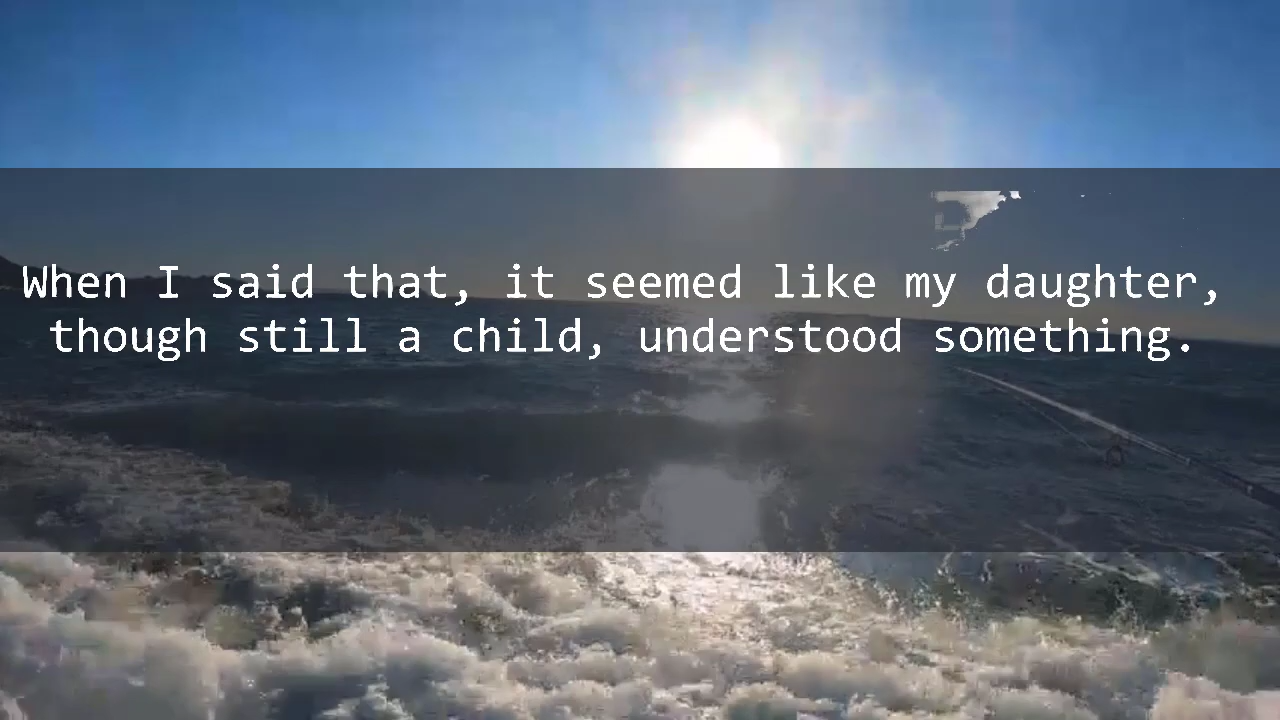 When I said that, it seemed like my daughter,
though still a child, understood something.